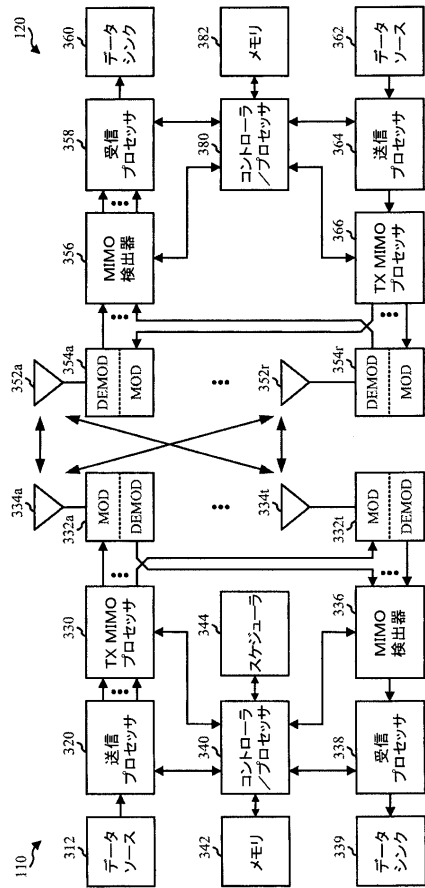 110
312
データ
ソース
320
送信
プロセッサ
330
TX MIMO
プロセッサ
332a
MOD
DEMOD
334a
342
メモリ
340
コントローラ
/プロセッサ
344
スケジューラ
334t
332t
MOD
DEMOD
339
データ
シンク
338
受信
プロセッサ
336
MIMO
検出器
120
352a
354a
DEMOD
MOD
356
MIMO
検出器
358
受信
プロセッサ
360
データ
シンク
380
コントローラ
/プロセッサ
382
メモリ
352r
354r
DEMOD
MOD
366
TX MIMO
プロセッサ
364
送信
プロセッサ
362
データ
ソース